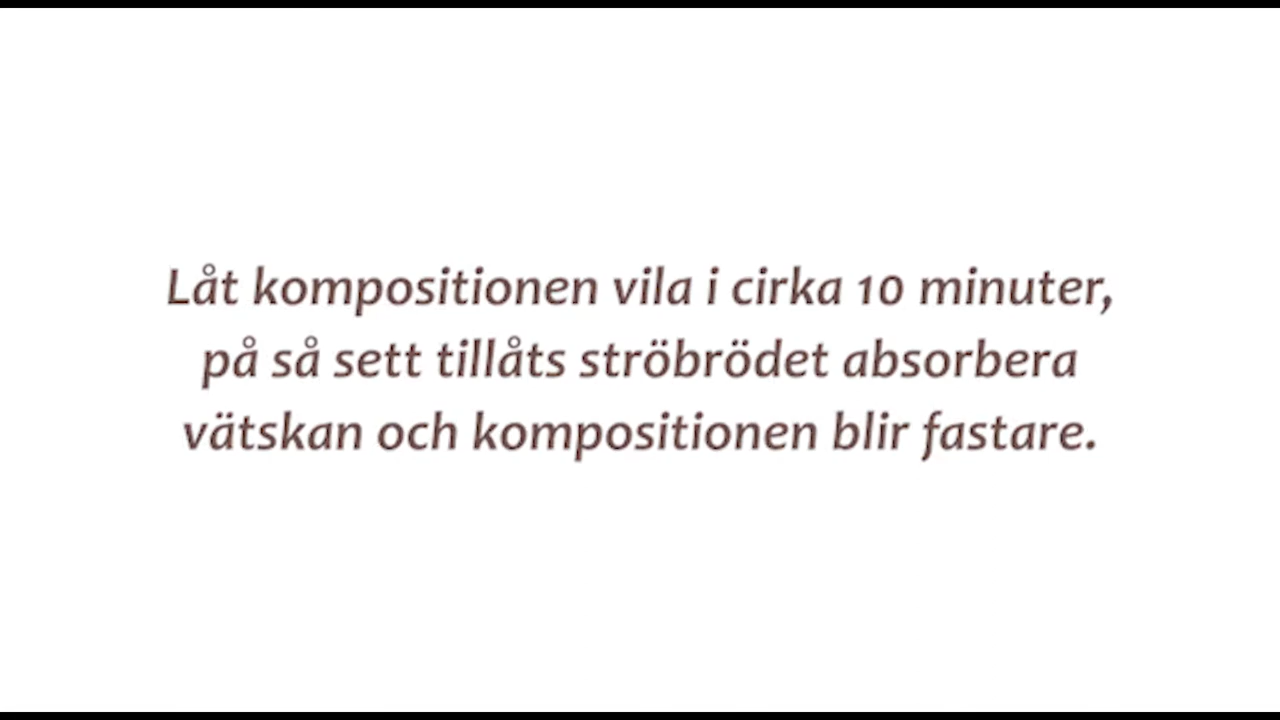 Låt kompositionen vila i cirka 10 minuter,
på så sett tillåts ströbrödet absorbera
vätskan och kompositionen blir fastare.